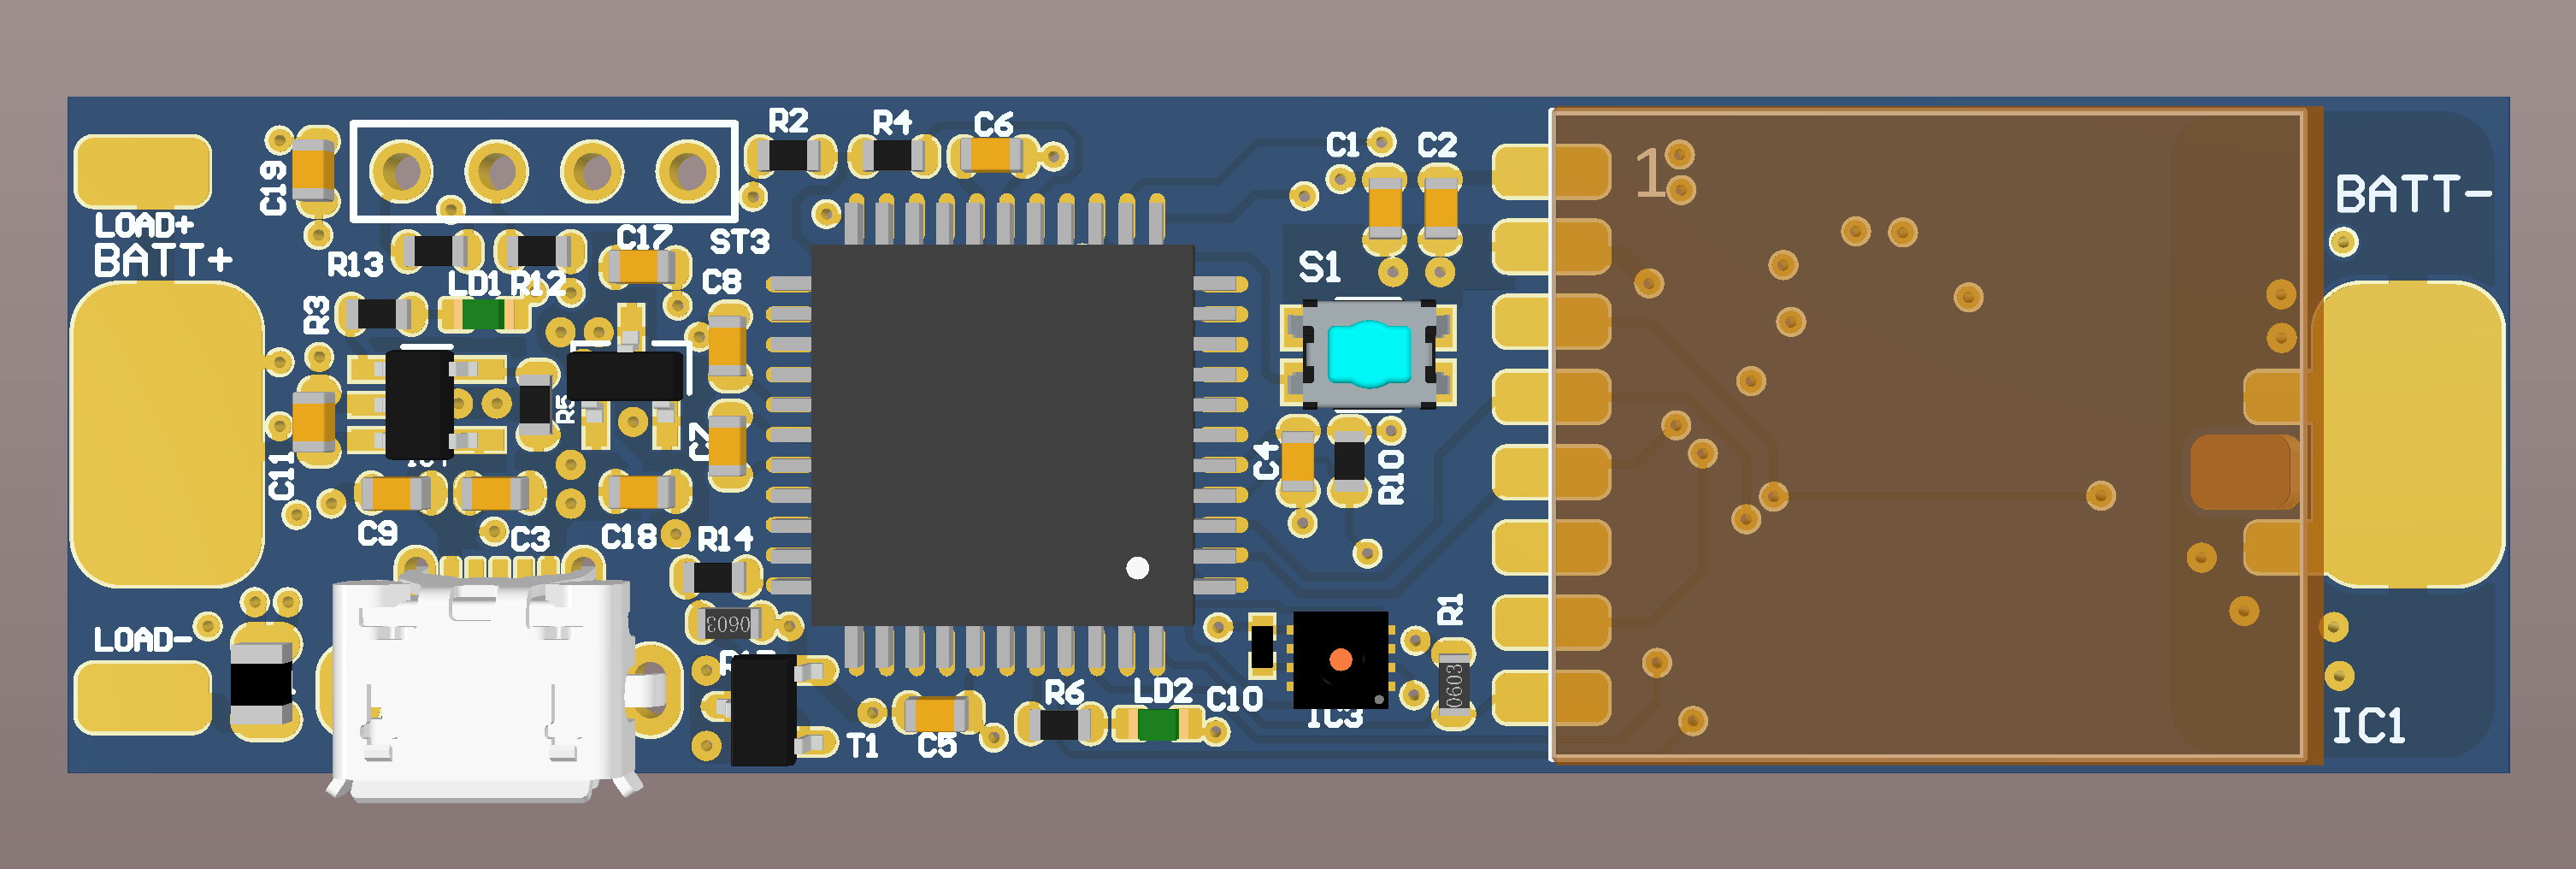 R2
R4
C6
C1
C2
1
C19
BATT-
LOAD+
BATT+
R13
C17
ST3
S1
LD1
R12
C8
R3
C7
C4
R10
C11
C9
C3
C18
R14
0603
R1
LOAD-
0603
R6
LD2
C10
IC3
T1
C5
IC1